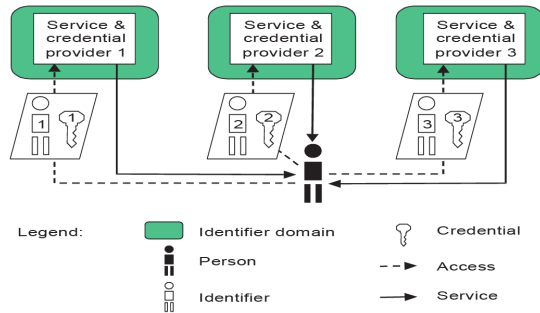 Service &
credential
provider 1
Service &
credential
provider 2
Service &
credential
provider 3
1
1
2
2
3
3
Legend:
Identifier domain
Person
Identifier
Credential
Access
Service